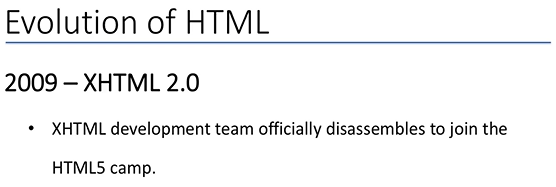 Evolution of HTML
2009 – XHTML 2.0
• XHTML development team officially disassembles to join the
HTML5 camp.